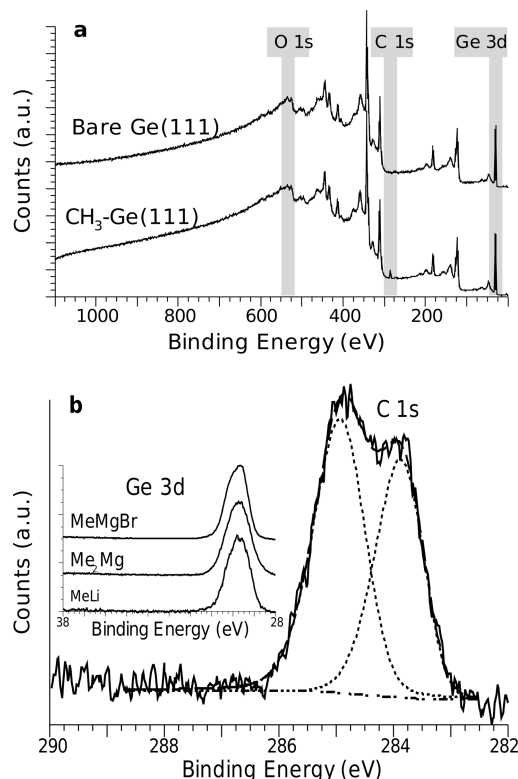 a
O 1s
C 1s
Ge 3d
Bare Ge(111)
CH3-Ge(111)
Counts (a.u.)
1000
800
600
400
200
Binding Energy (eV)
b
C 1s
Ge 3d
MeMgBr
Me2Mg
MeLi
38
28
Binding Energy (eV)
Counts (a.u.)
290
288
286
284
282
Binding Energy (eV)